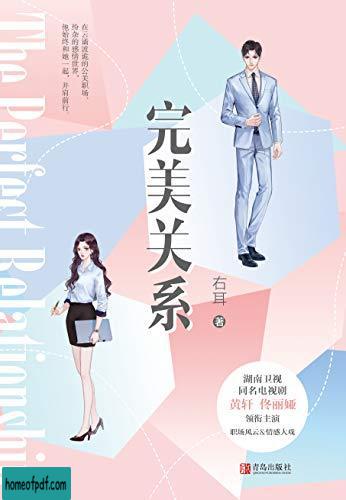 The Perfect Relationship
在云谲波诡的公关职场、
纷杂的感情世界,
他始终和她一起,并肩前行。
完美关系
右耳 著
湖南卫视
同名电视剧
黄轩 佟丽娅
领衔主演
职场风云&情感大戏
青岛出版社
homeofpdf.com